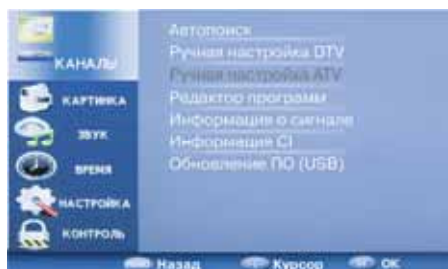 КАНАЛЫ
КАРТИНКА
ЗВУК
ВРЕМЯ
НАСТРОЙКА
КОНТРОЛЬ
Автопоиск
Ручная настройка DTV
Ручная настройка ATV
Редактор программ
Информация о сигнале
Информация CI
Обновление ПО (USB)
Назад Курсор OK